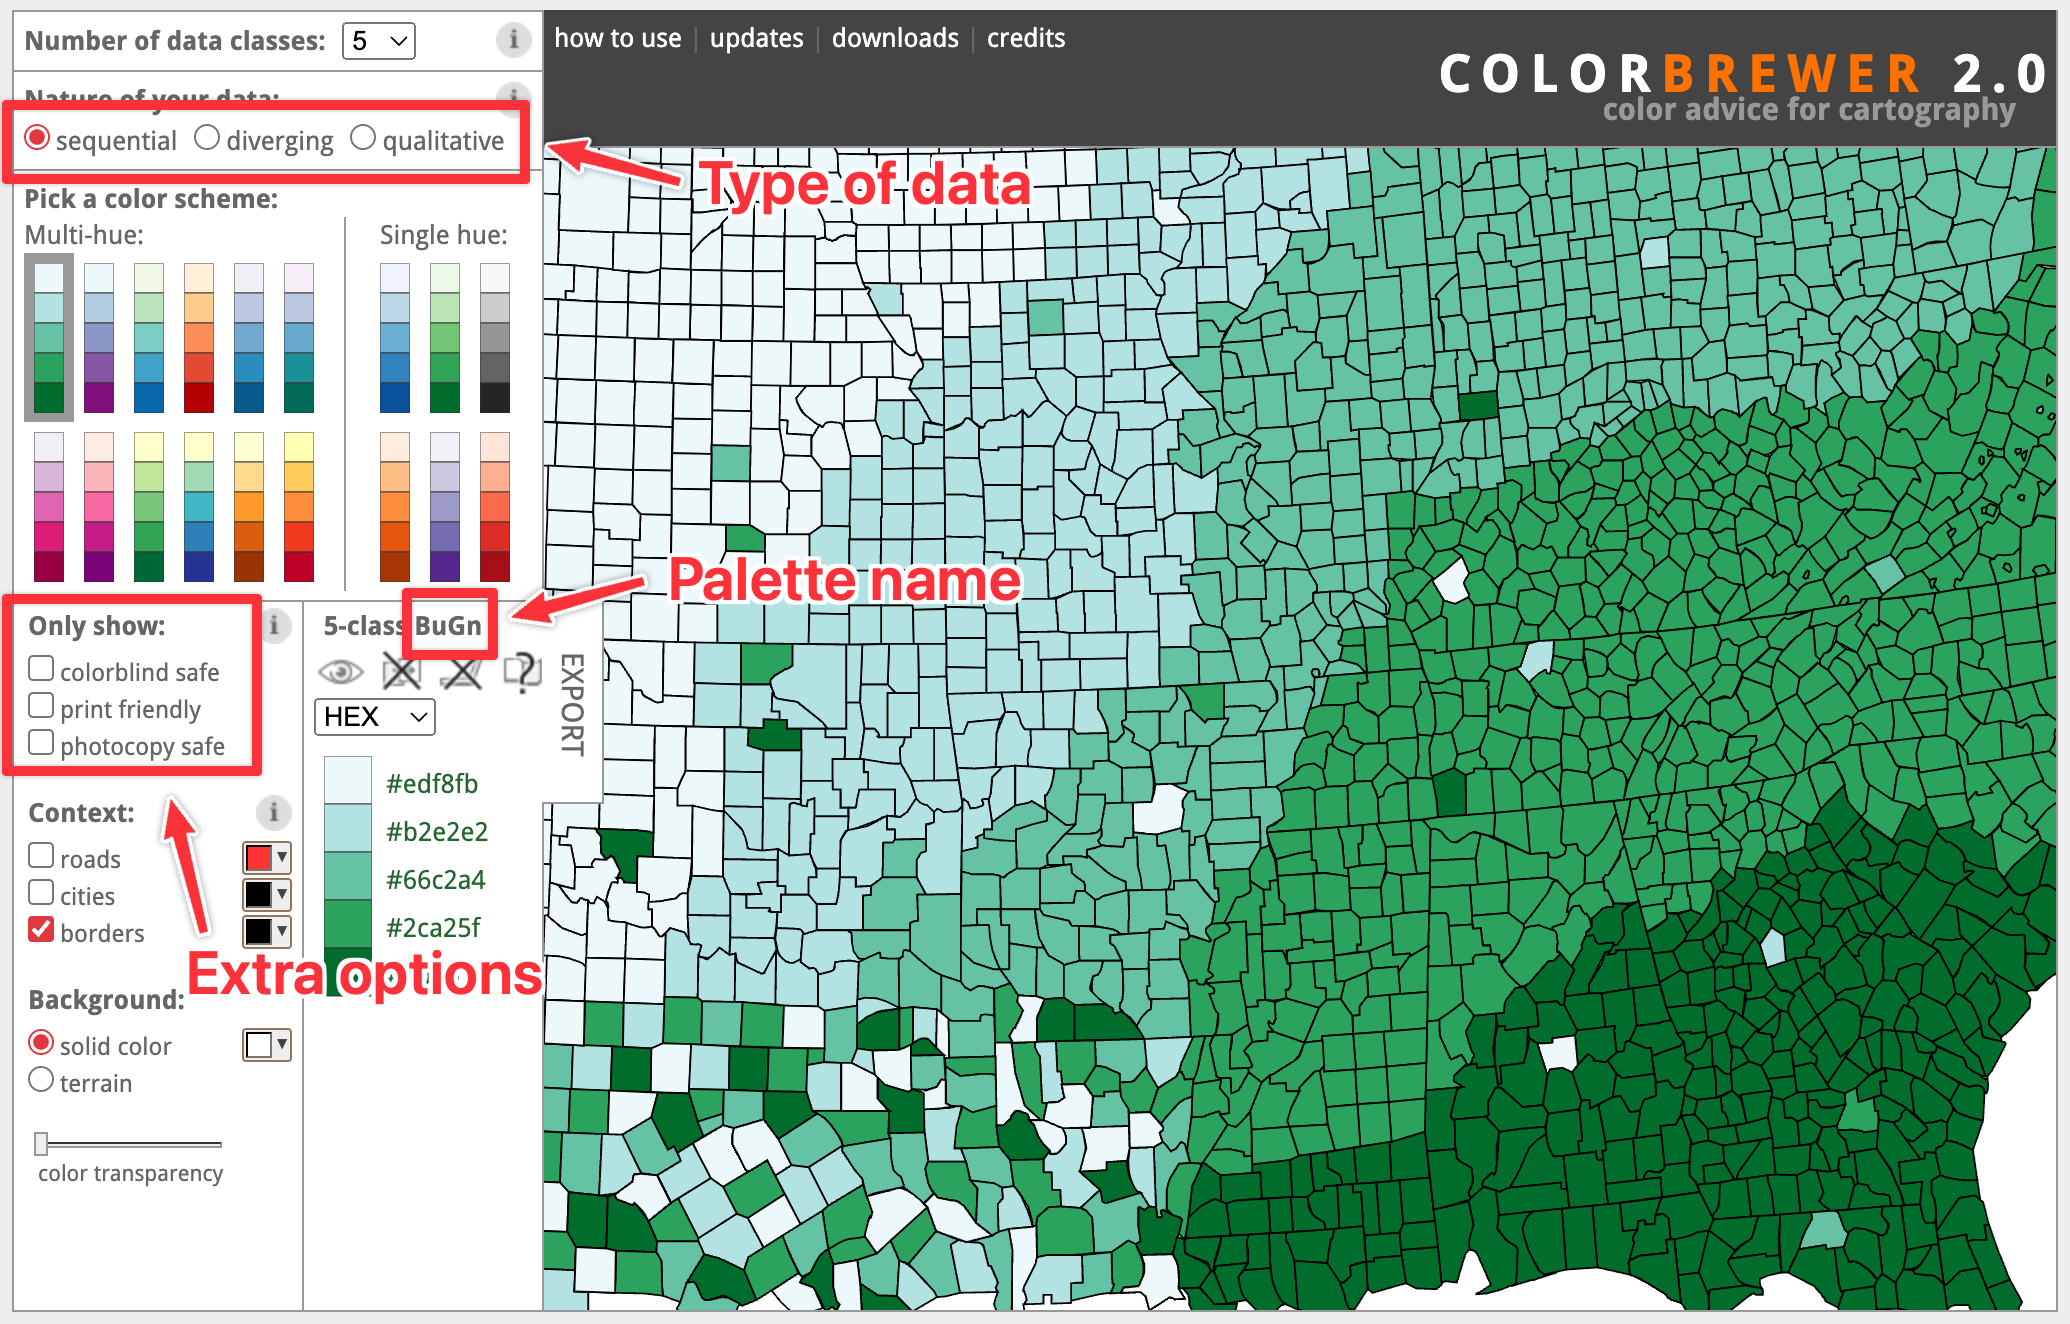 Number of data classes: 5
how to use | updates | downloads | credits
COLORBREWER 2.0
color advice for cartography
Nature of your data:
sequential diverging qualitative
Type of data
Pick a color scheme:
Multi-hue: Single hue:
Palette name
Only show:
colorblind safe
print friendly
photocopy safe
5-class BuGn
HEX
EXPORT
#edf8fb
#b2e2e2
#66c2a4
#2ca25f
Context:
roads
cities
borders
Extra options
Background:
solid color
terrain
color transparency